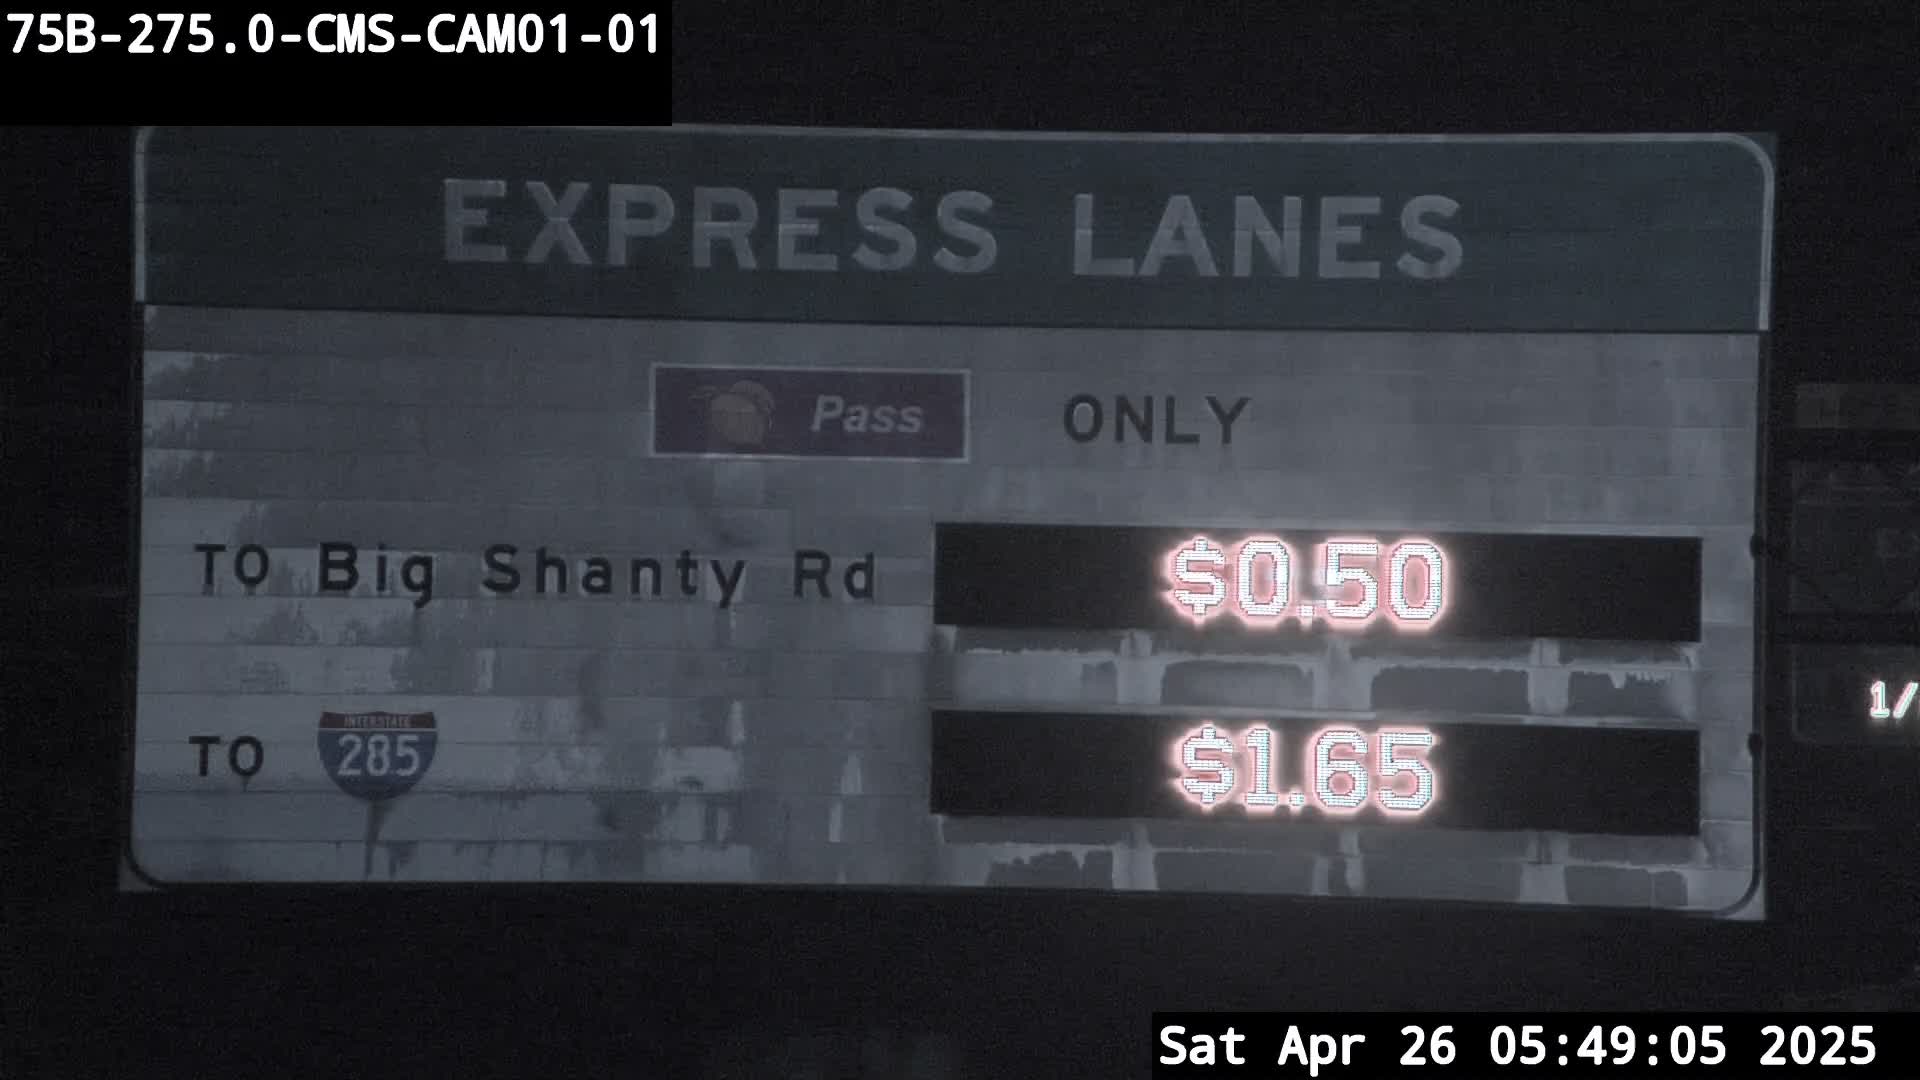 75B-275.0-CMS-CAM01-01
EXPRESS LANES
Pass ONLY
TO Big Shanty Rd $0.50
INTERSTATE
TO 285 $1.65
1/
Sat Apr 26 05:49:05 2025